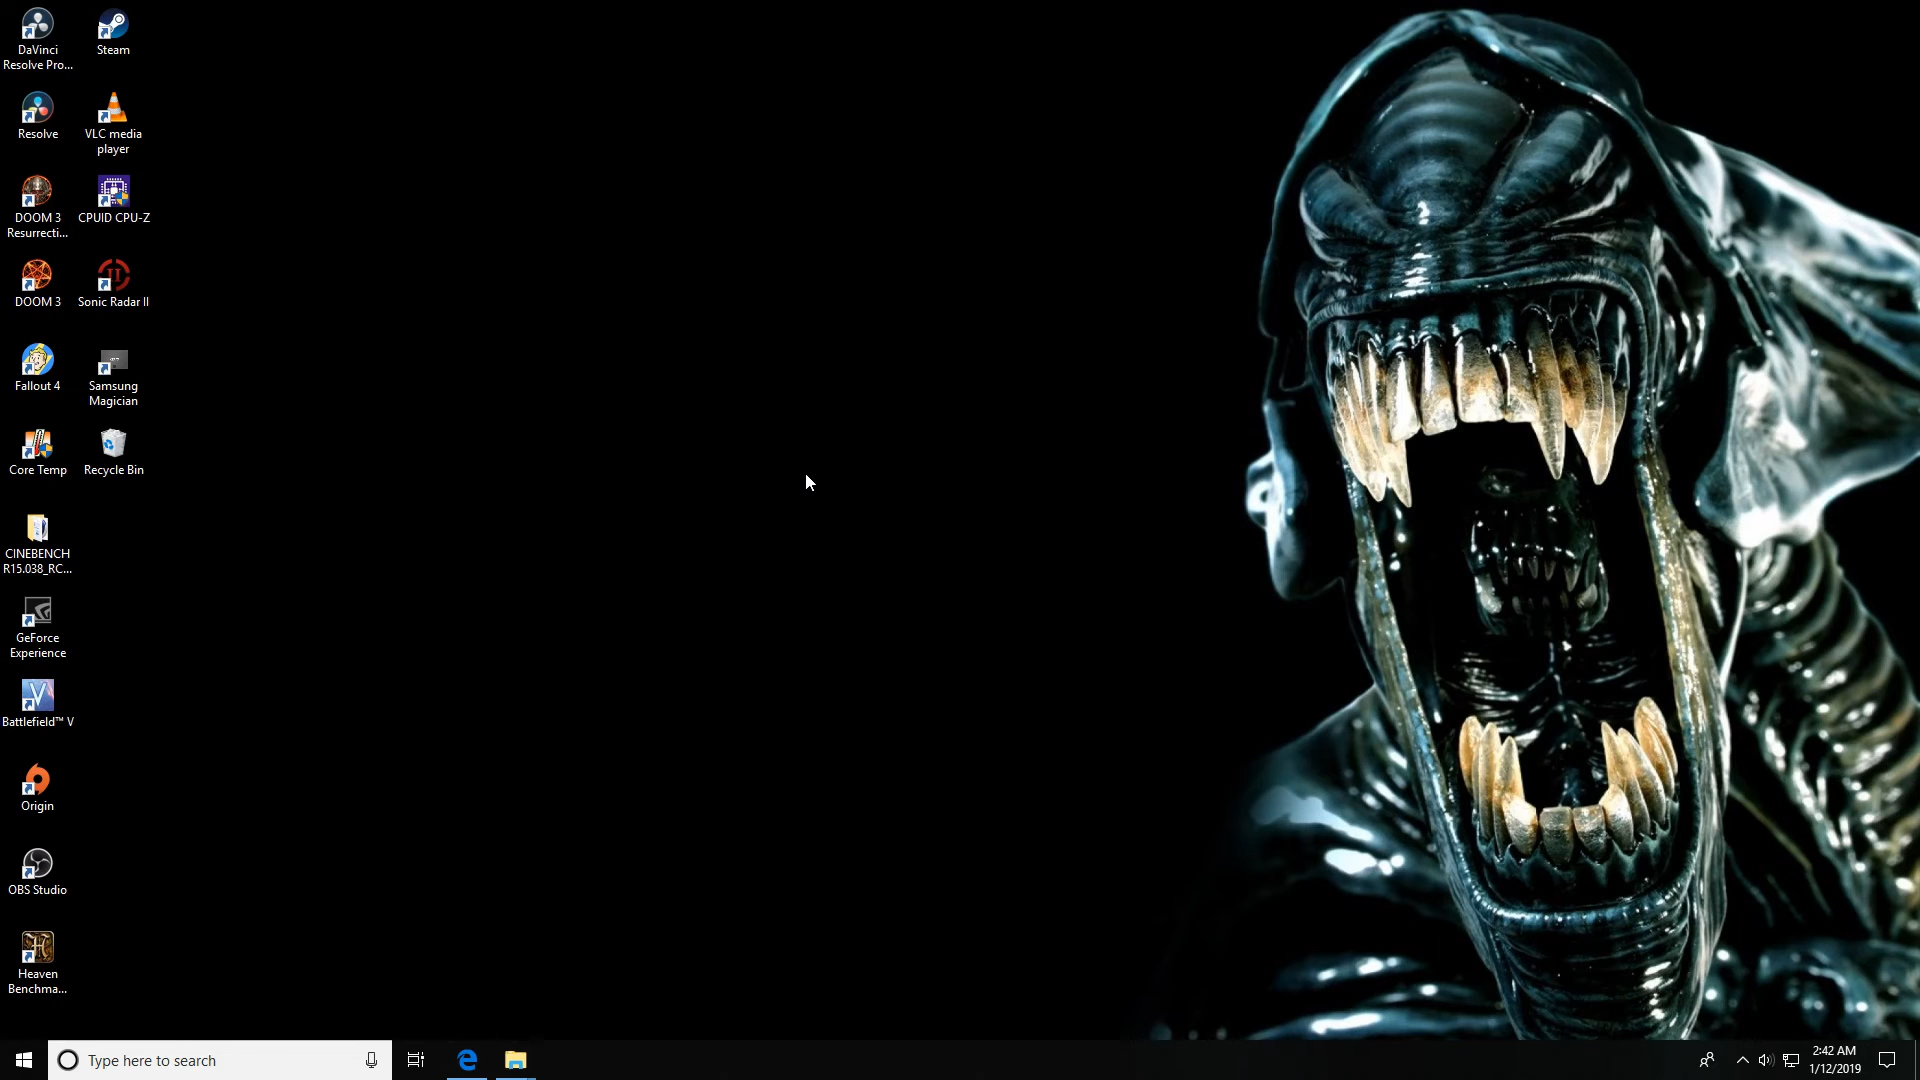 DaVinci
Resolve Pro...
Steam
Resolve
VLC media
player
DOOM 3
Resurrecti...
CPUID CPU-Z
DOOM 3
Sonic Radar II
Fallout 4
Samsung
Magician
Core Temp
Recycle Bin
CINEBENCH
R15.038_RC...
GeForce
Experience
Battlefield™ V
Origin
OBS Studio
Heaven
Benchma...
Type here to search
2:42 AM
1/12/2019